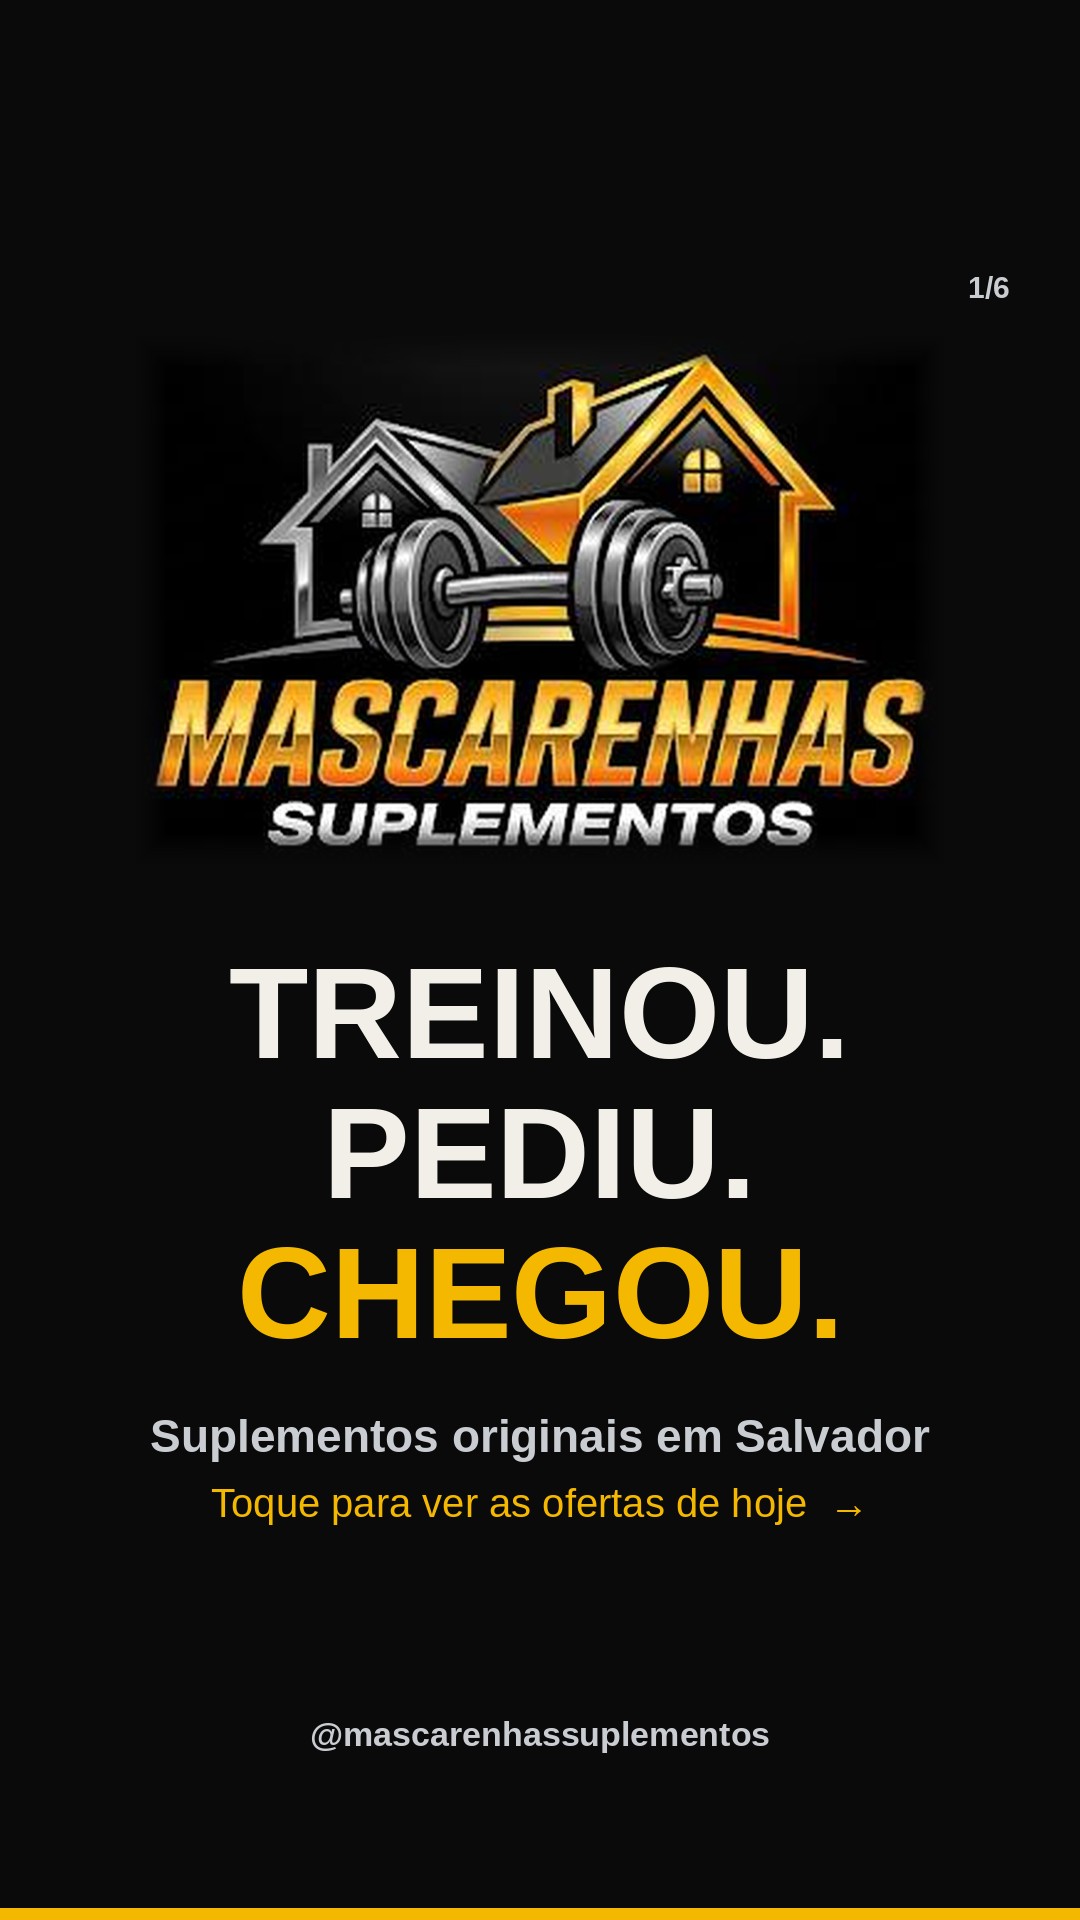 1/6
MASCARENHAS
SUPLEMENTOS
TREINOU.
PEDIU.
CHEGOU.
Suplementos originais em Salvador
Toque para ver as ofertas de hoje →
@mascarenhassuplementos